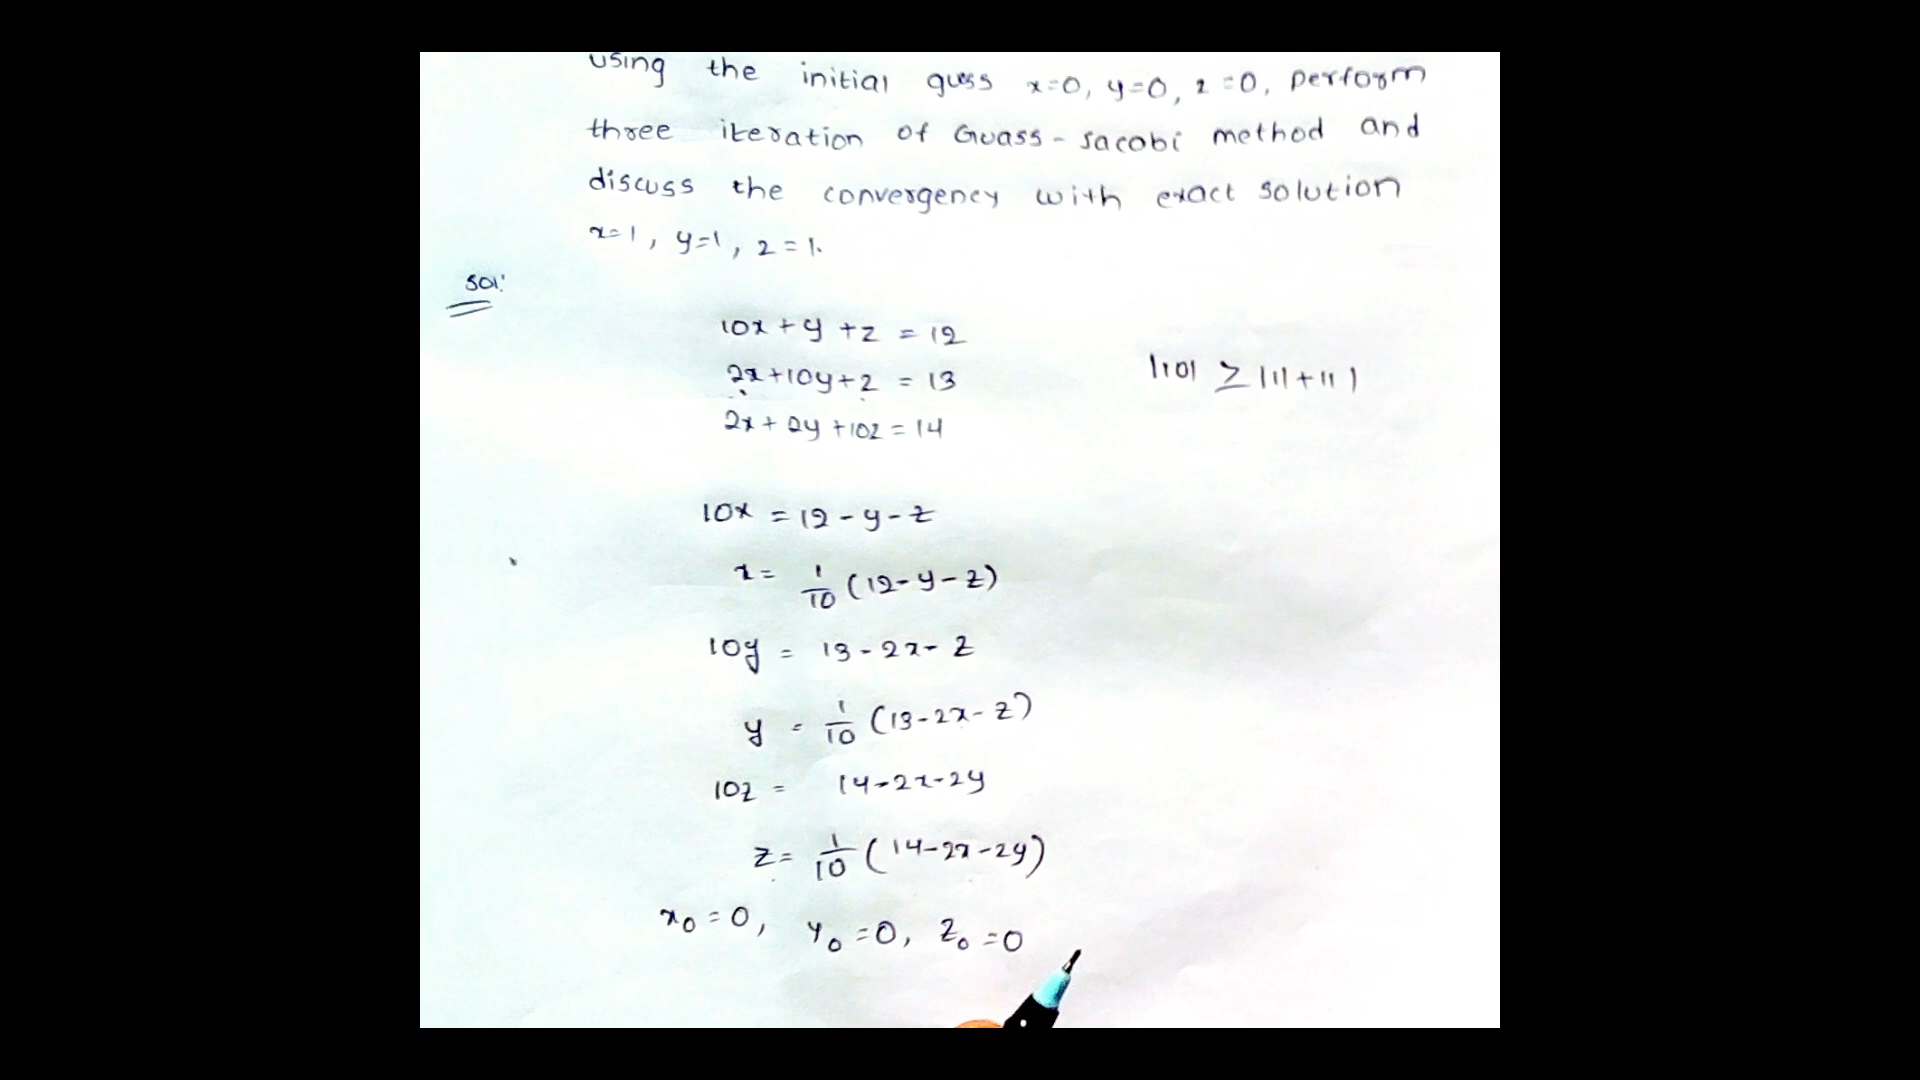 using the initial guess x=0, y=0, z=0, perform
three iteration of Guass-Jacobi method and
discuss the convergency with exact solution
x=1, y=1, z=1.
Sol:
10x + y + z = 12
2x+10y+z = 13
|10| ≥ |1|+|1|
2x + 2y +10z = 14
10x = 12 - y - z
x = 1/10 (12-y-z)
10y = 13 - 2x - z
y = 1/10 (13-2x-z)
10z = 14-2x-2y
z = 1/10 (14-2x-2y)
x₀ = 0, y₀ = 0, z₀ = 0